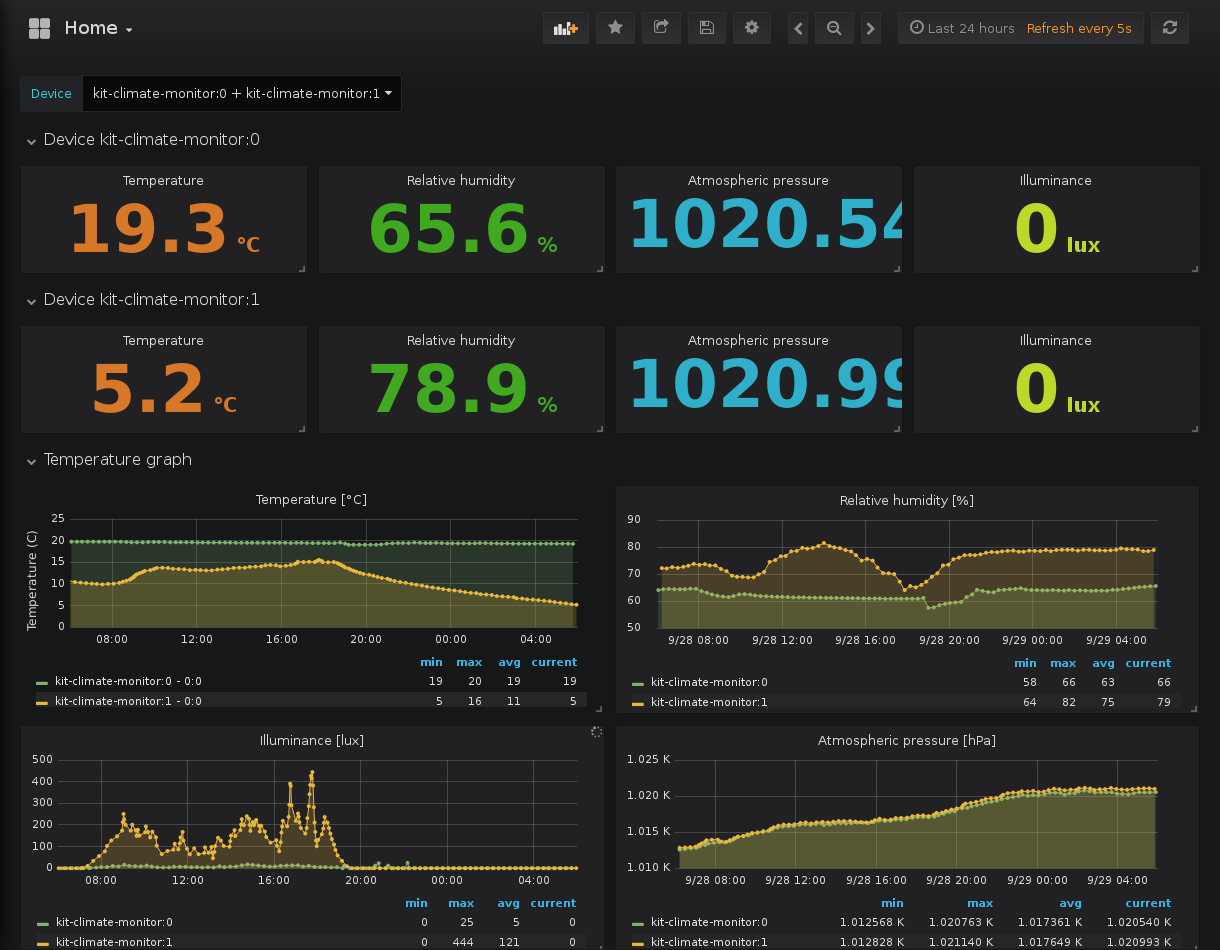 Home
Last 24 hours Refresh every 5s
Device kit-climate-monitor:0 + kit-climate-monitor:1
Device kit-climate-monitor:0
Temperature Relative humidity Atmospheric pressure Illuminance
19.3 °C 65.6 % 1020.54 0 lux
Device kit-climate-monitor:1
Temperature Relative humidity Atmospheric pressure Illuminance
5.2 °C 78.9 % 1020.99 0 lux
Temperature graph
Temperature [°C]
Temperature (C)
25
20
15
10
5
0
08:00 12:00 16:00 20:00 00:00 04:00
min max avg current
kit-climate-monitor:0 - 0:0 19 20 19 19
kit-climate-monitor:1 - 0:0 5 16 11 5
Relative humidity [%]
90
80
70
60
50
9/28 08:00 9/28 12:00 9/28 16:00 9/28 20:00 9/29 00:00 9/29 04:00
min max avg current
kit-climate-monitor:0 58 66 63 66
kit-climate-monitor:1 64 82 75 79
Illuminance [lux]
500
400
300
200
100
0
08:00 12:00 16:00 20:00 00:00 04:00
min max avg current
kit-climate-monitor:0 0 25 5 0
kit-climate-monitor:1 0 444 121 0
Atmospheric pressure [hPa]
1.025 K
1.020 K
1.015 K
1.010 K
9/28 08:00 9/28 12:00 9/28 16:00 9/28 20:00 9/29 00:00 9/29 04:00
min max avg current
kit-climate-monitor:0 1.012568 K 1.020763 K 1.017361 K 1.020540 K
kit-climate-monitor:1 1.012828 K 1.021140 K 1.017649 K 1.020993 K